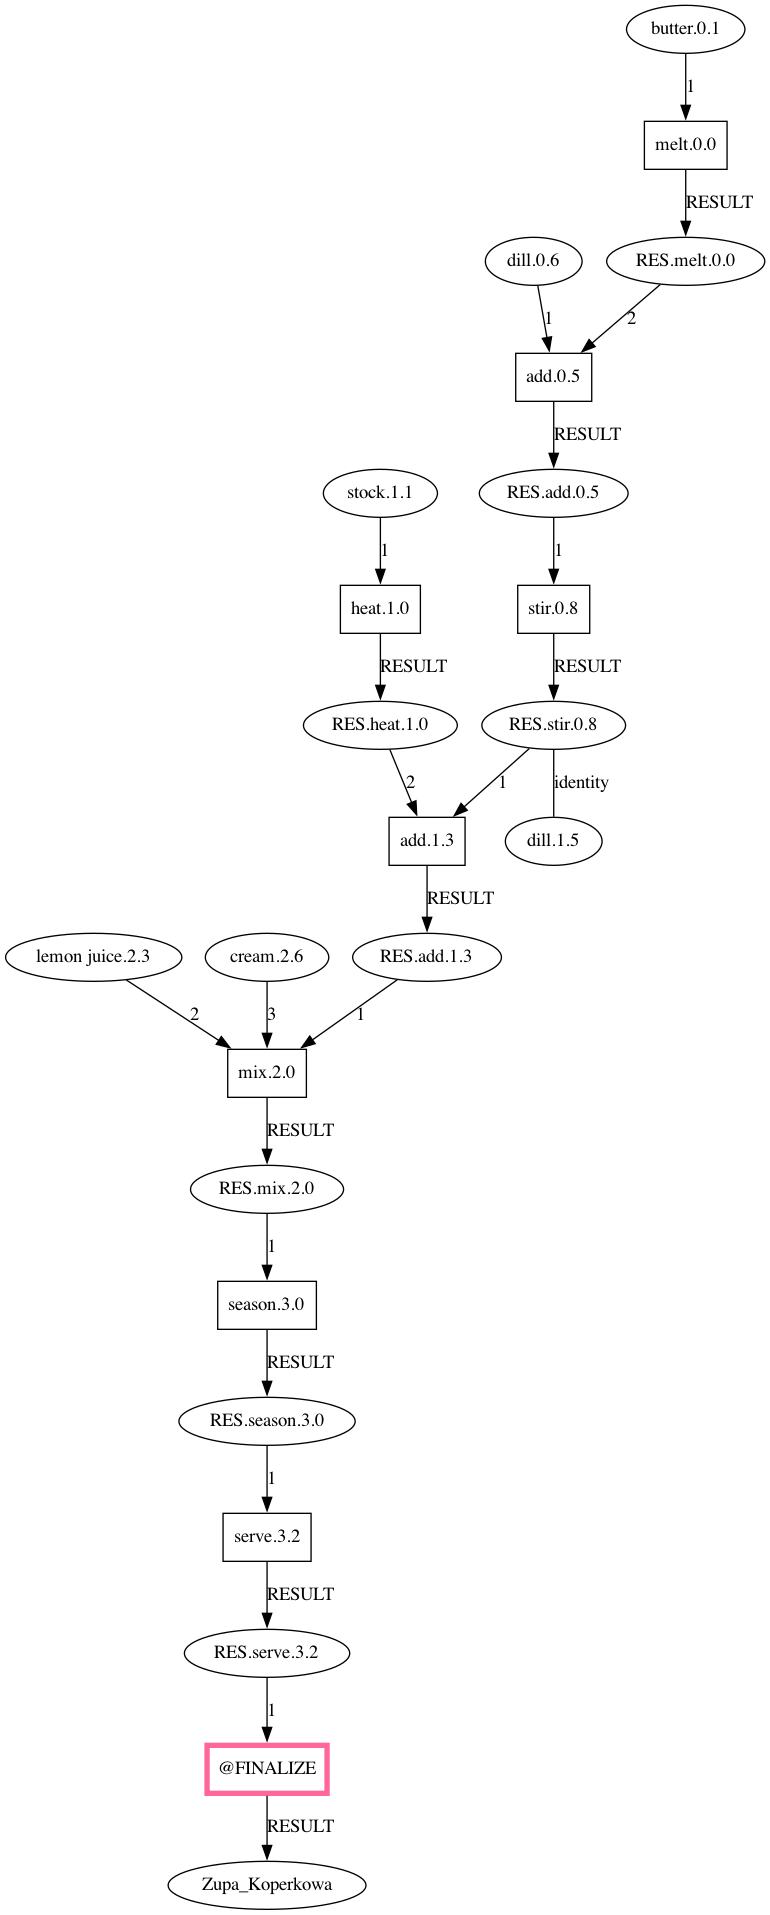 butter.0.1
1
melt.0.0
RESULT
dill.0.6
RES.melt.0.0
1
2
add.0.5
RESULT
stock.1.1
RES.add.0.5
1
1
heat.1.0
stir.0.8
RESULT
RESULT
RES.heat.1.0
RES.stir.0.8
2
1
identity
add.1.3
dill.1.5
RESULT
lemon juice.2.3
cream.2.6
RES.add.1.3
2
3
1
mix.2.0
RESULT
RES.mix.2.0
1
season.3.0
RESULT
RES.season.3.0
1
serve.3.2
RESULT
RES.serve.3.2
1
@FINALIZE
RESULT
Zupa_Koperkowa